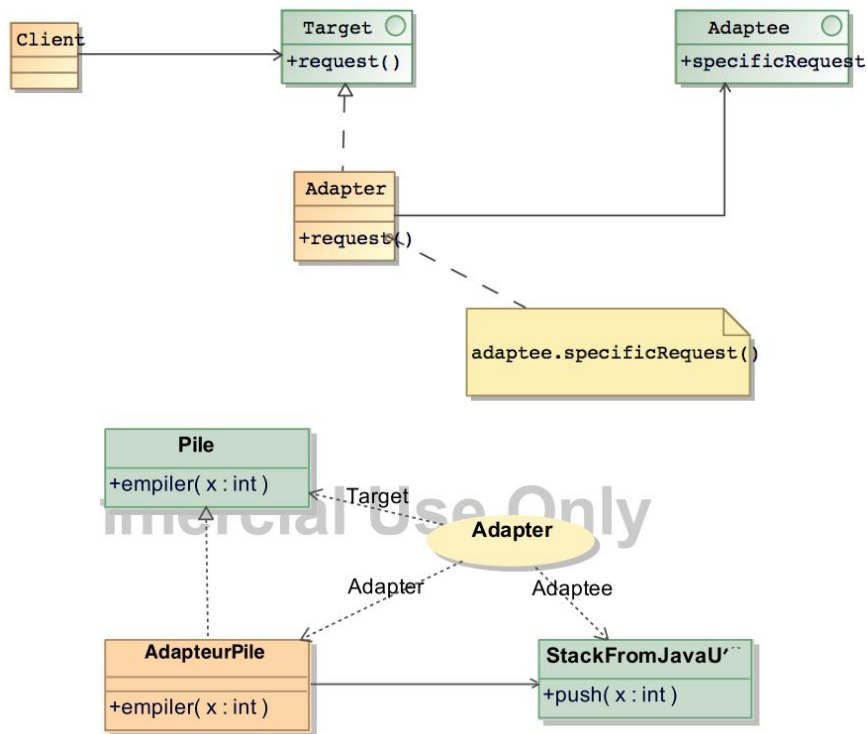 Client
Target
+request()
Adaptee
+specificRequest
Adapter
+request()
adaptee.specificRequest()
Pile
+empiler( x : int )
Target
mercial Use Only
Adapter
Adapter
Adaptee
AdapteurPile
+empiler( x : int )
StackFromJavaU
+push( x : int )